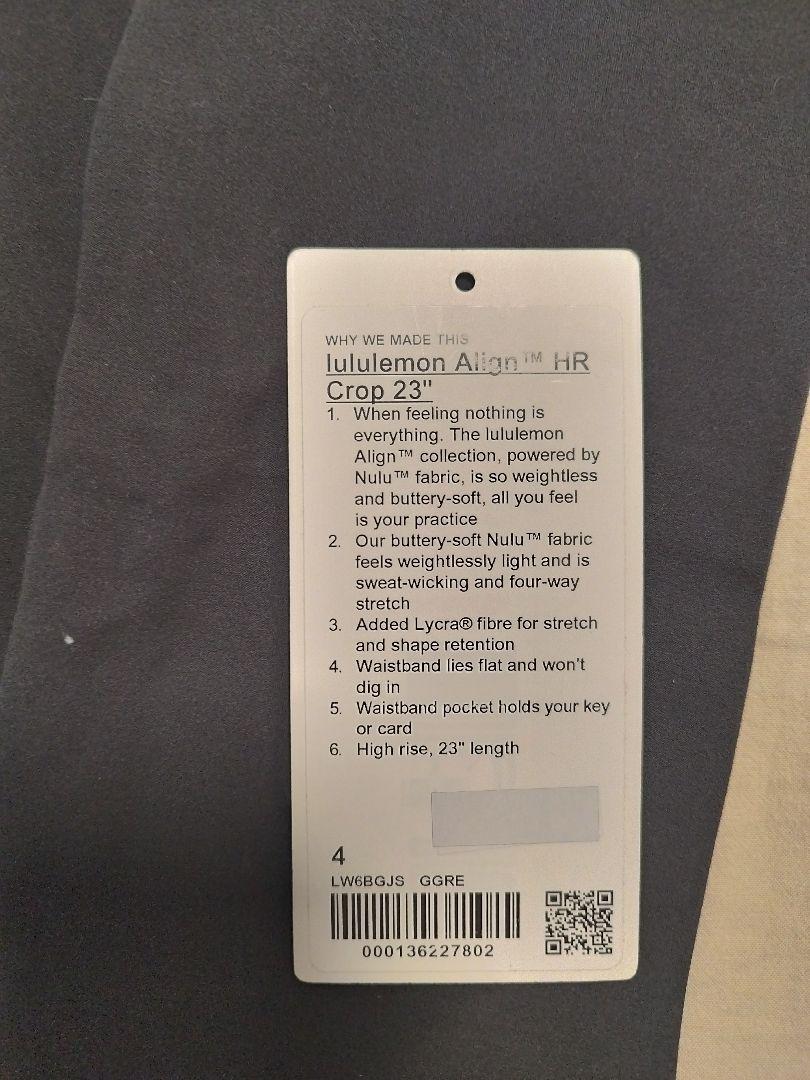 WHY WE MADE THIS
lululemon Align™ HR
Crop 23"
1. When feeling nothing is
everything. The lululemon
Align™ collection, powered by
Nulu™ fabric, is so weightless
and buttery-soft, all you feel
is your practice
2. Our buttery-soft Nulu™ fabric
feels weightlessly light and is
sweat-wicking and four-way
stretch
3. Added Lycra® fibre for stretch
and shape retention
4. Waistband lies flat and won't
dig in
5. Waistband pocket holds your key
or card
6. High rise, 23" length
4
LW6BGJS GGRE
000136227802